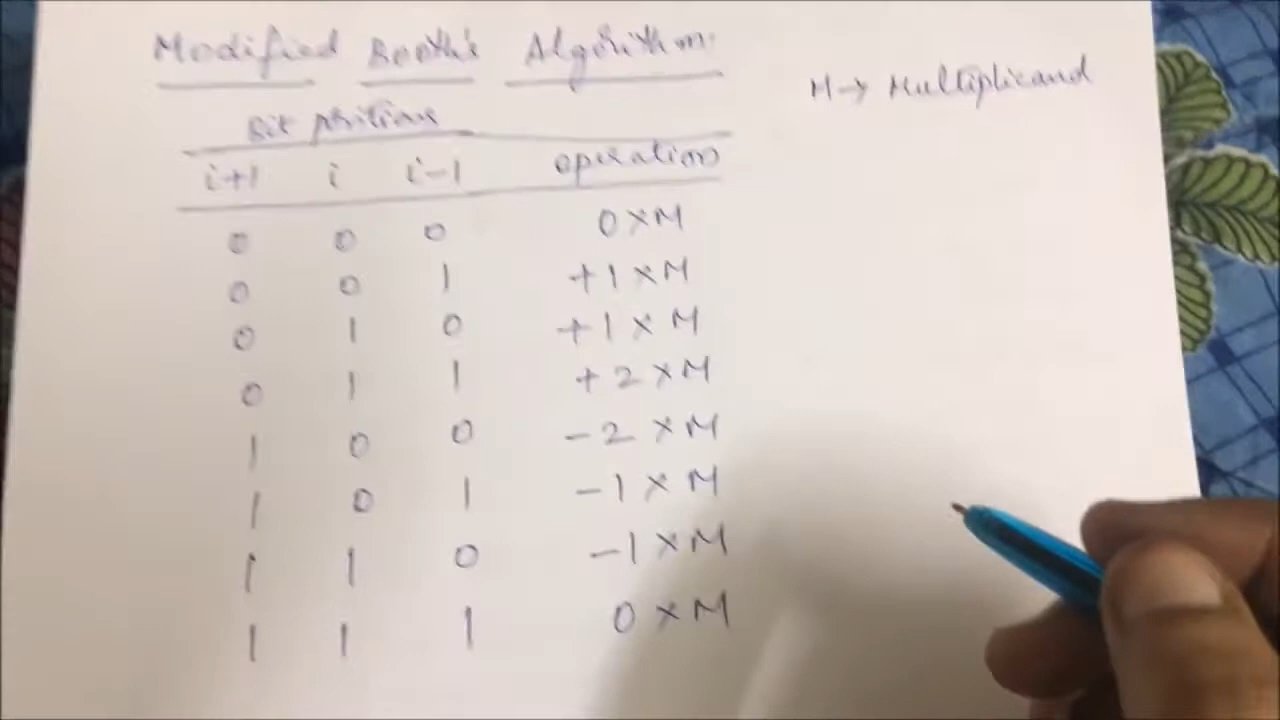 Modified Booth's Algorithm.
M → Multiplicand
Bit positions
i+1 i i-1 operation
0 0 0 0 × M
0 0 1 +1 × M
0 1 0 +1 × M
0 1 1 +2 × M
1 0 0 -2 × M
1 0 1 -1 × M
1 1 0 -1 × M
1 1 1 0 × M